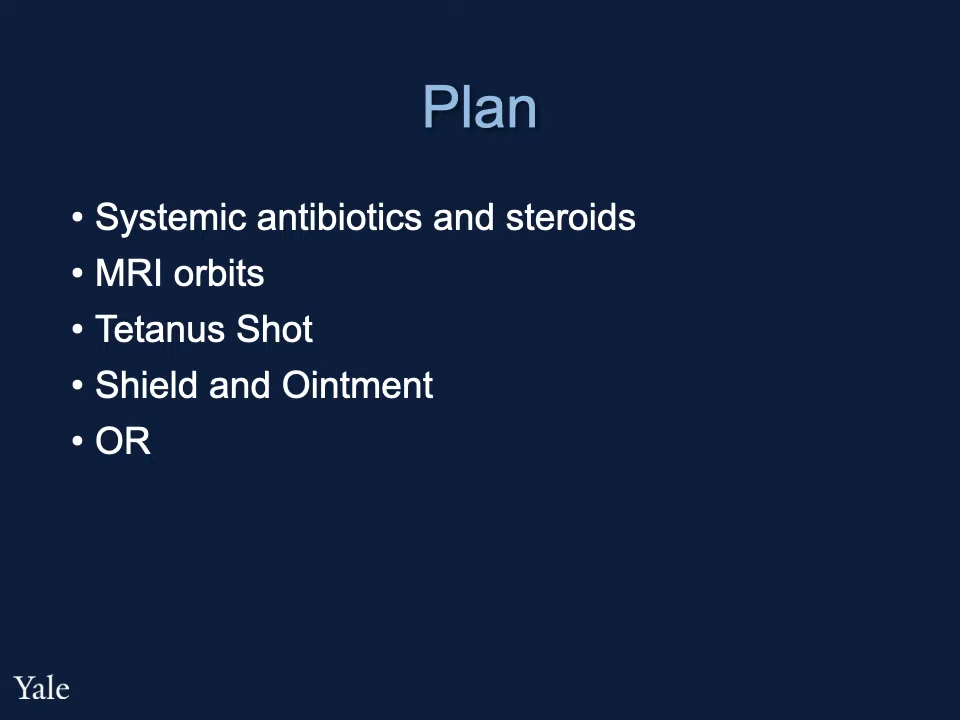 Plan
• Systemic antibiotics and steroids
• MRI orbits
• Tetanus Shot
• Shield and Ointment
• OR
Yale